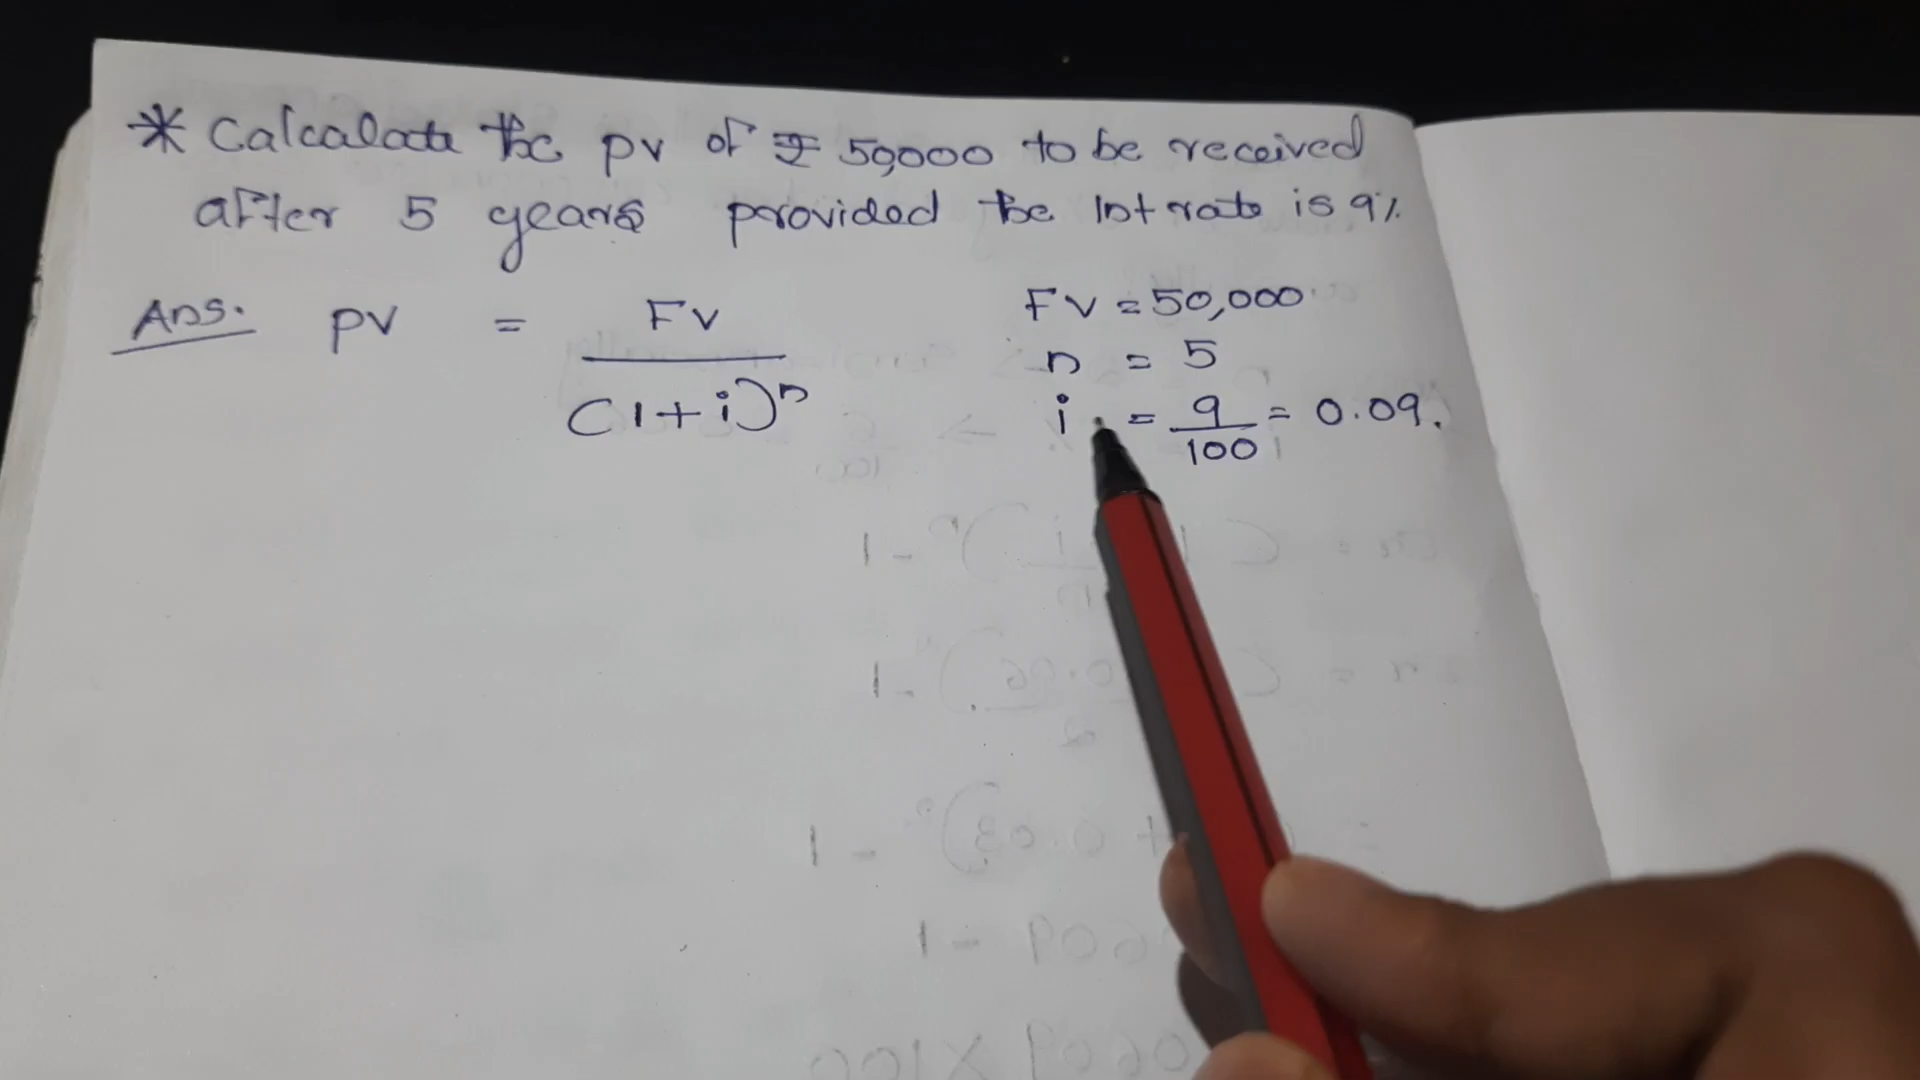 * Calcalate the pv of ₹ 50,000 to be received
after 5 years provided the Int rate is 9%
Ans. pv = FV / (1+i)ⁿ
FV = 50,000
n = 5
i = 9/100 = 0.09.